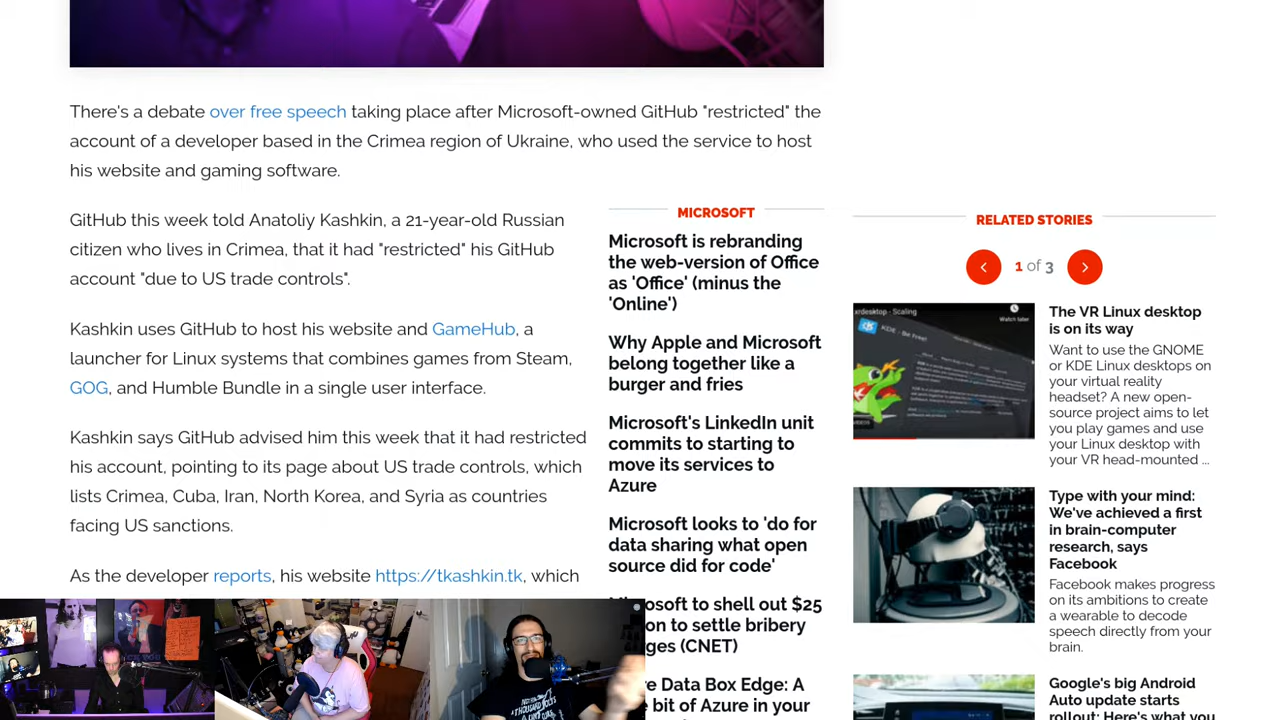 There's a debate over free speech taking place after Microsoft-owned GitHub "restricted" the
account of a developer based in the Crimea region of Ukraine, who used the service to host
his website and gaming software.
GitHub this week told Anatoliy Kashkin, a 21-year-old Russian
citizen who lives in Crimea, that it had "restricted" his GitHub
account "due to US trade controls".
Kashkin uses GitHub to host his website and GameHub, a
launcher for Linux systems that combines games from Steam,
GOG, and Humble Bundle in a single user interface.
Kashkin says GitHub advised him this week that it had restricted
his account, pointing to its page about US trade controls, which
lists Crimea, Cuba, Iran, North Korea, and Syria as countries
facing US sanctions.
As the developer reports, his website https://tkashkin.tk, which
MICROSOFT
Microsoft is rebranding
the web-version of Office
as 'Office' (minus the
'Online')
Why Apple and Microsoft
belong together like a
burger and fries
Microsoft's LinkedIn unit
commits to starting to
move its services to
Azure
Microsoft looks to 'do for
data sharing what open
source did for code'
osoft to shell out $25
on to settle bribery
ges (CNET)
e Data Box Edge: A
bit of Azure in your
RELATED STORIES
1 of 3
xrdesktop - Scaling
Watch later
KDE - Be Free!
The VR Linux desktop
is on its way
Want to use the GNOME
or KDE Linux desktops on
your virtual reality
headset? A new open-
source project aims to let
you play games and use
your Linux desktop with
your VR head-mounted ...
Type with your mind:
We've achieved a first
in brain-computer
research, says
Facebook
Facebook makes progress
on its ambitions to create
a wearable to decode
speech directly from your
brain.
Google's big Android
Auto update starts
rollout: Here's what you